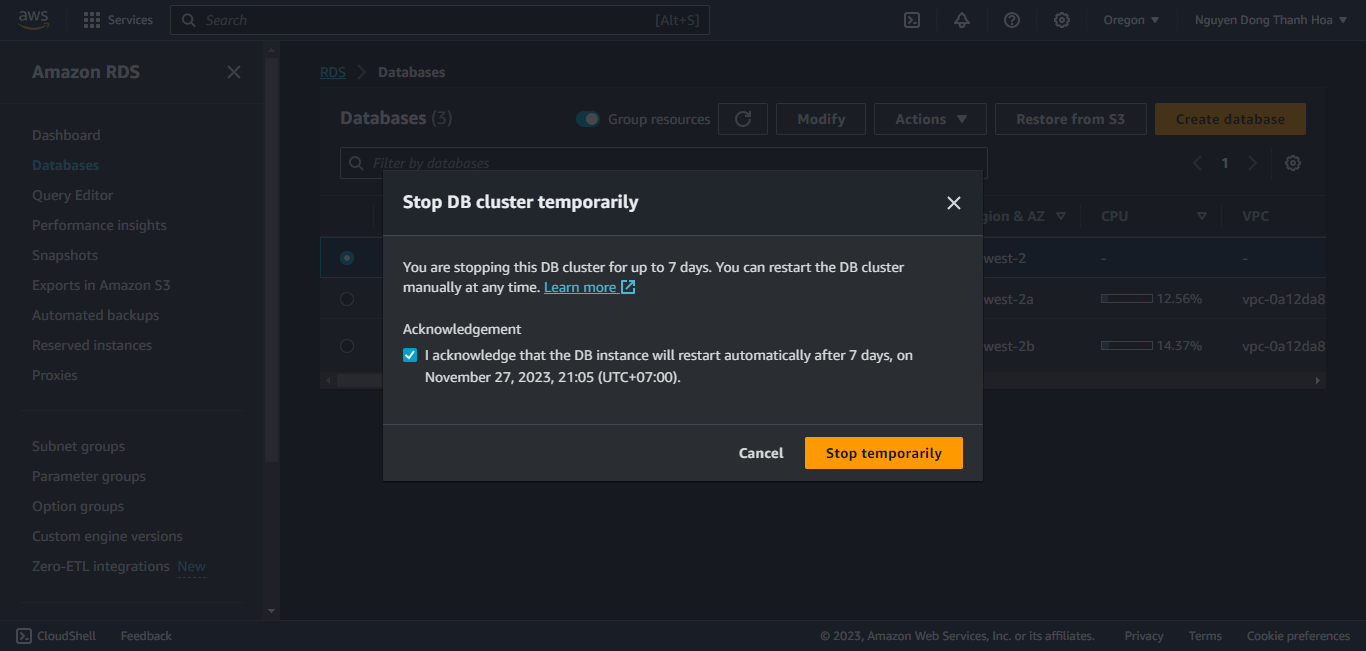 aws
Services
Search
[Alt+S]
Oregon
Nguyen Dong Thanh Hoa
Amazon RDS
Dashboard
Databases
Query Editor
Performance insights
Snapshots
Exports in Amazon S3
Automated backups
Reserved instances
Proxies
Subnet groups
Parameter groups
Option groups
Custom engine versions
Zero-ETL integrations New
RDS
Databases
Databases (3)
Group resources
Modify
Actions
Restore from S3
Create database
Filter by databases
1
& AZ
CPU
VPC
west-2
-
-
west-2a
12.56%
vpc-0a12da8
west-2b
14.37%
vpc-0a12da8
Stop DB cluster temporarily
You are stopping this DB cluster for up to 7 days. You can restart the DB cluster
manually at any time. Learn more
Acknowledgement
I acknowledge that the DB instance will restart automatically after 7 days, on
November 27, 2023, 21:05 (UTC+07:00).
Cancel
Stop temporarily
CloudShell
Feedback
© 2023, Amazon Web Services, Inc. or its affiliates.
Privacy
Terms
Cookie preferences